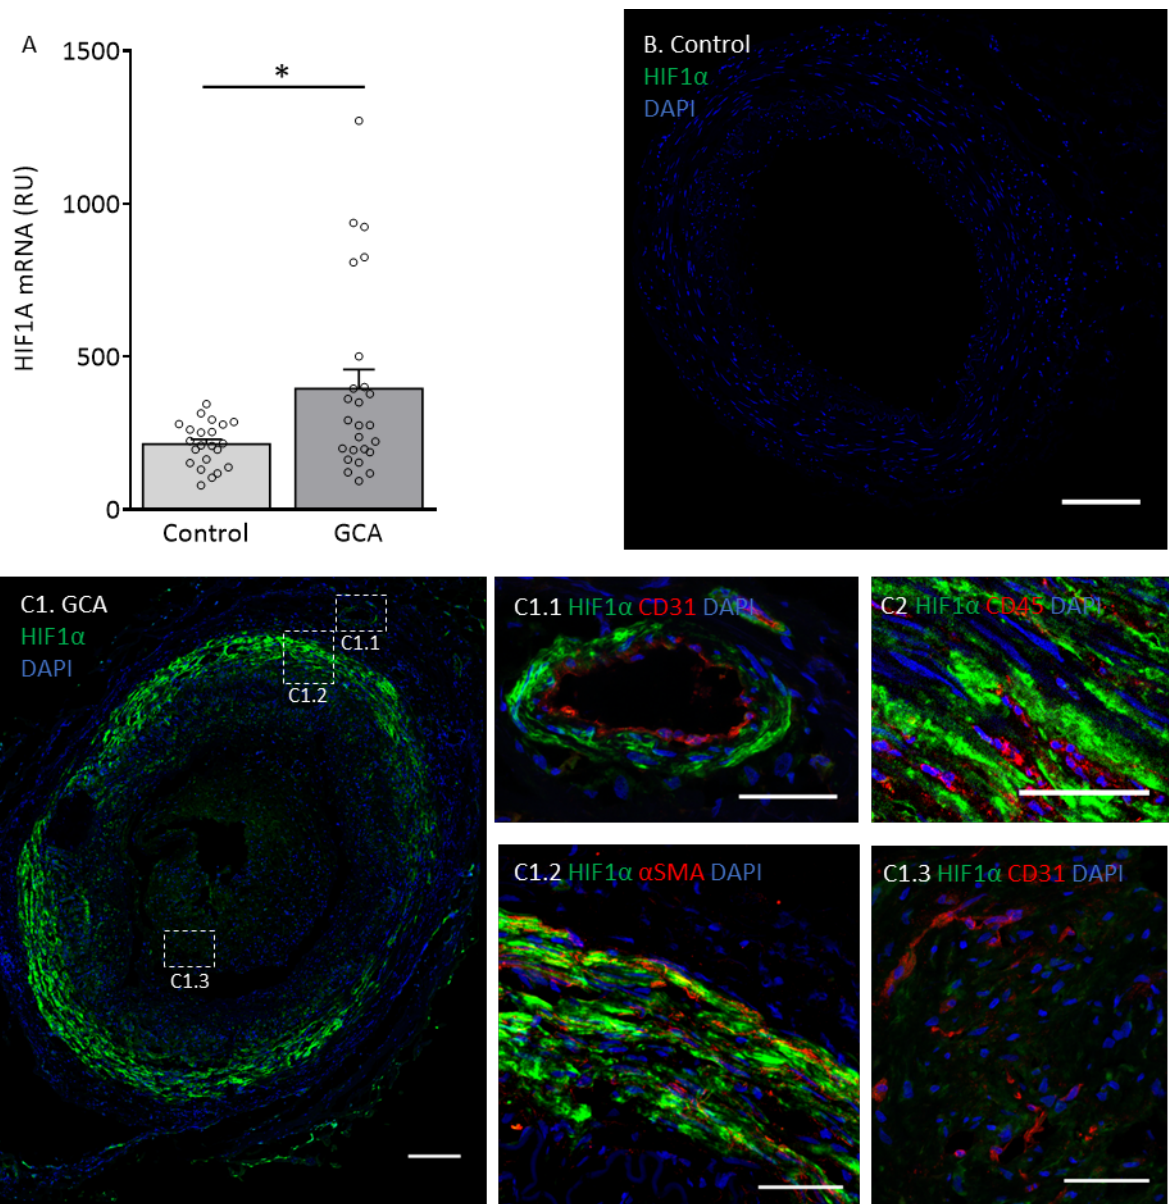 A
*
1500
1000
500
0
HIF1A mRNA (RU)
Control
GCA
B. Control
HIF1α
DAPI
C1. GCA
HIF1α
DAPI
C1.1
C1.2
C1.3
C1.1 HIF1α CD31 DAPI
C2 HIF1α CD45 DAPI
C1.2 HIF1α αSMA DAPI
C1.3 HIF1α CD31 DAPI